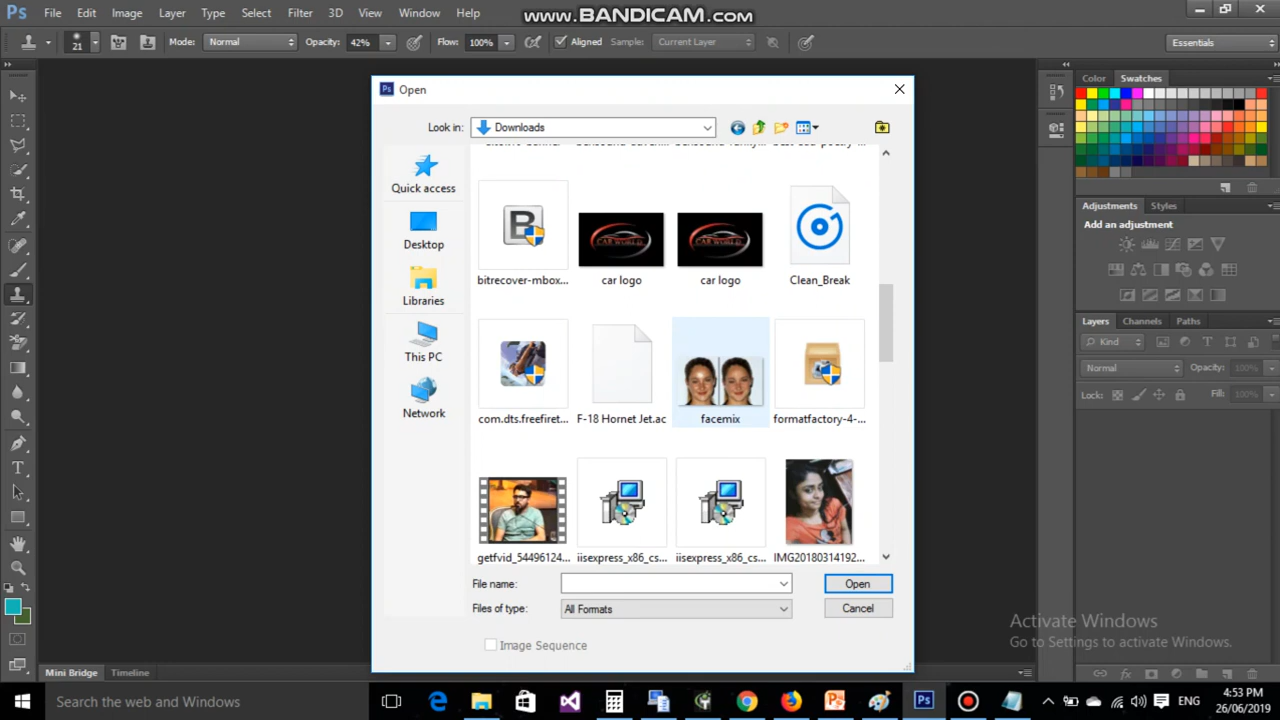 Ps File Edit Image Layer Type Select Filter 3D View Window Help
www.BANDICAM.com
21 Mode: Normal Opacity: 42% Flow: 100% Aligned Sample: Current Layer Essentials
Open
Look in: Downloads
Quick access
Desktop
Libraries
This PC
Network
bitrecover-mbox... car logo car logo Clean_Break
com.dts.freefiret... F-18 Hornet Jet.ac facemix formatfactory-4-...
getfvid_54496124... iisexpress_x86_cs... iisexpress_x86_cs... IMG20180314192...
CAR WORLD CAR WORLD
File name: Open
Files of type: All Formats Cancel
Image Sequence
Color Swatches
Adjustments Styles
Add an adjustment
Layers Channels Paths
Kind
Normal Opacity: 100%
Lock: Fill: 100%
Activate Windows
Go to Settings to activate Windows.
Mini Bridge Timeline
Search the web and Windows
ENG
4:53 PM
26/06/2019